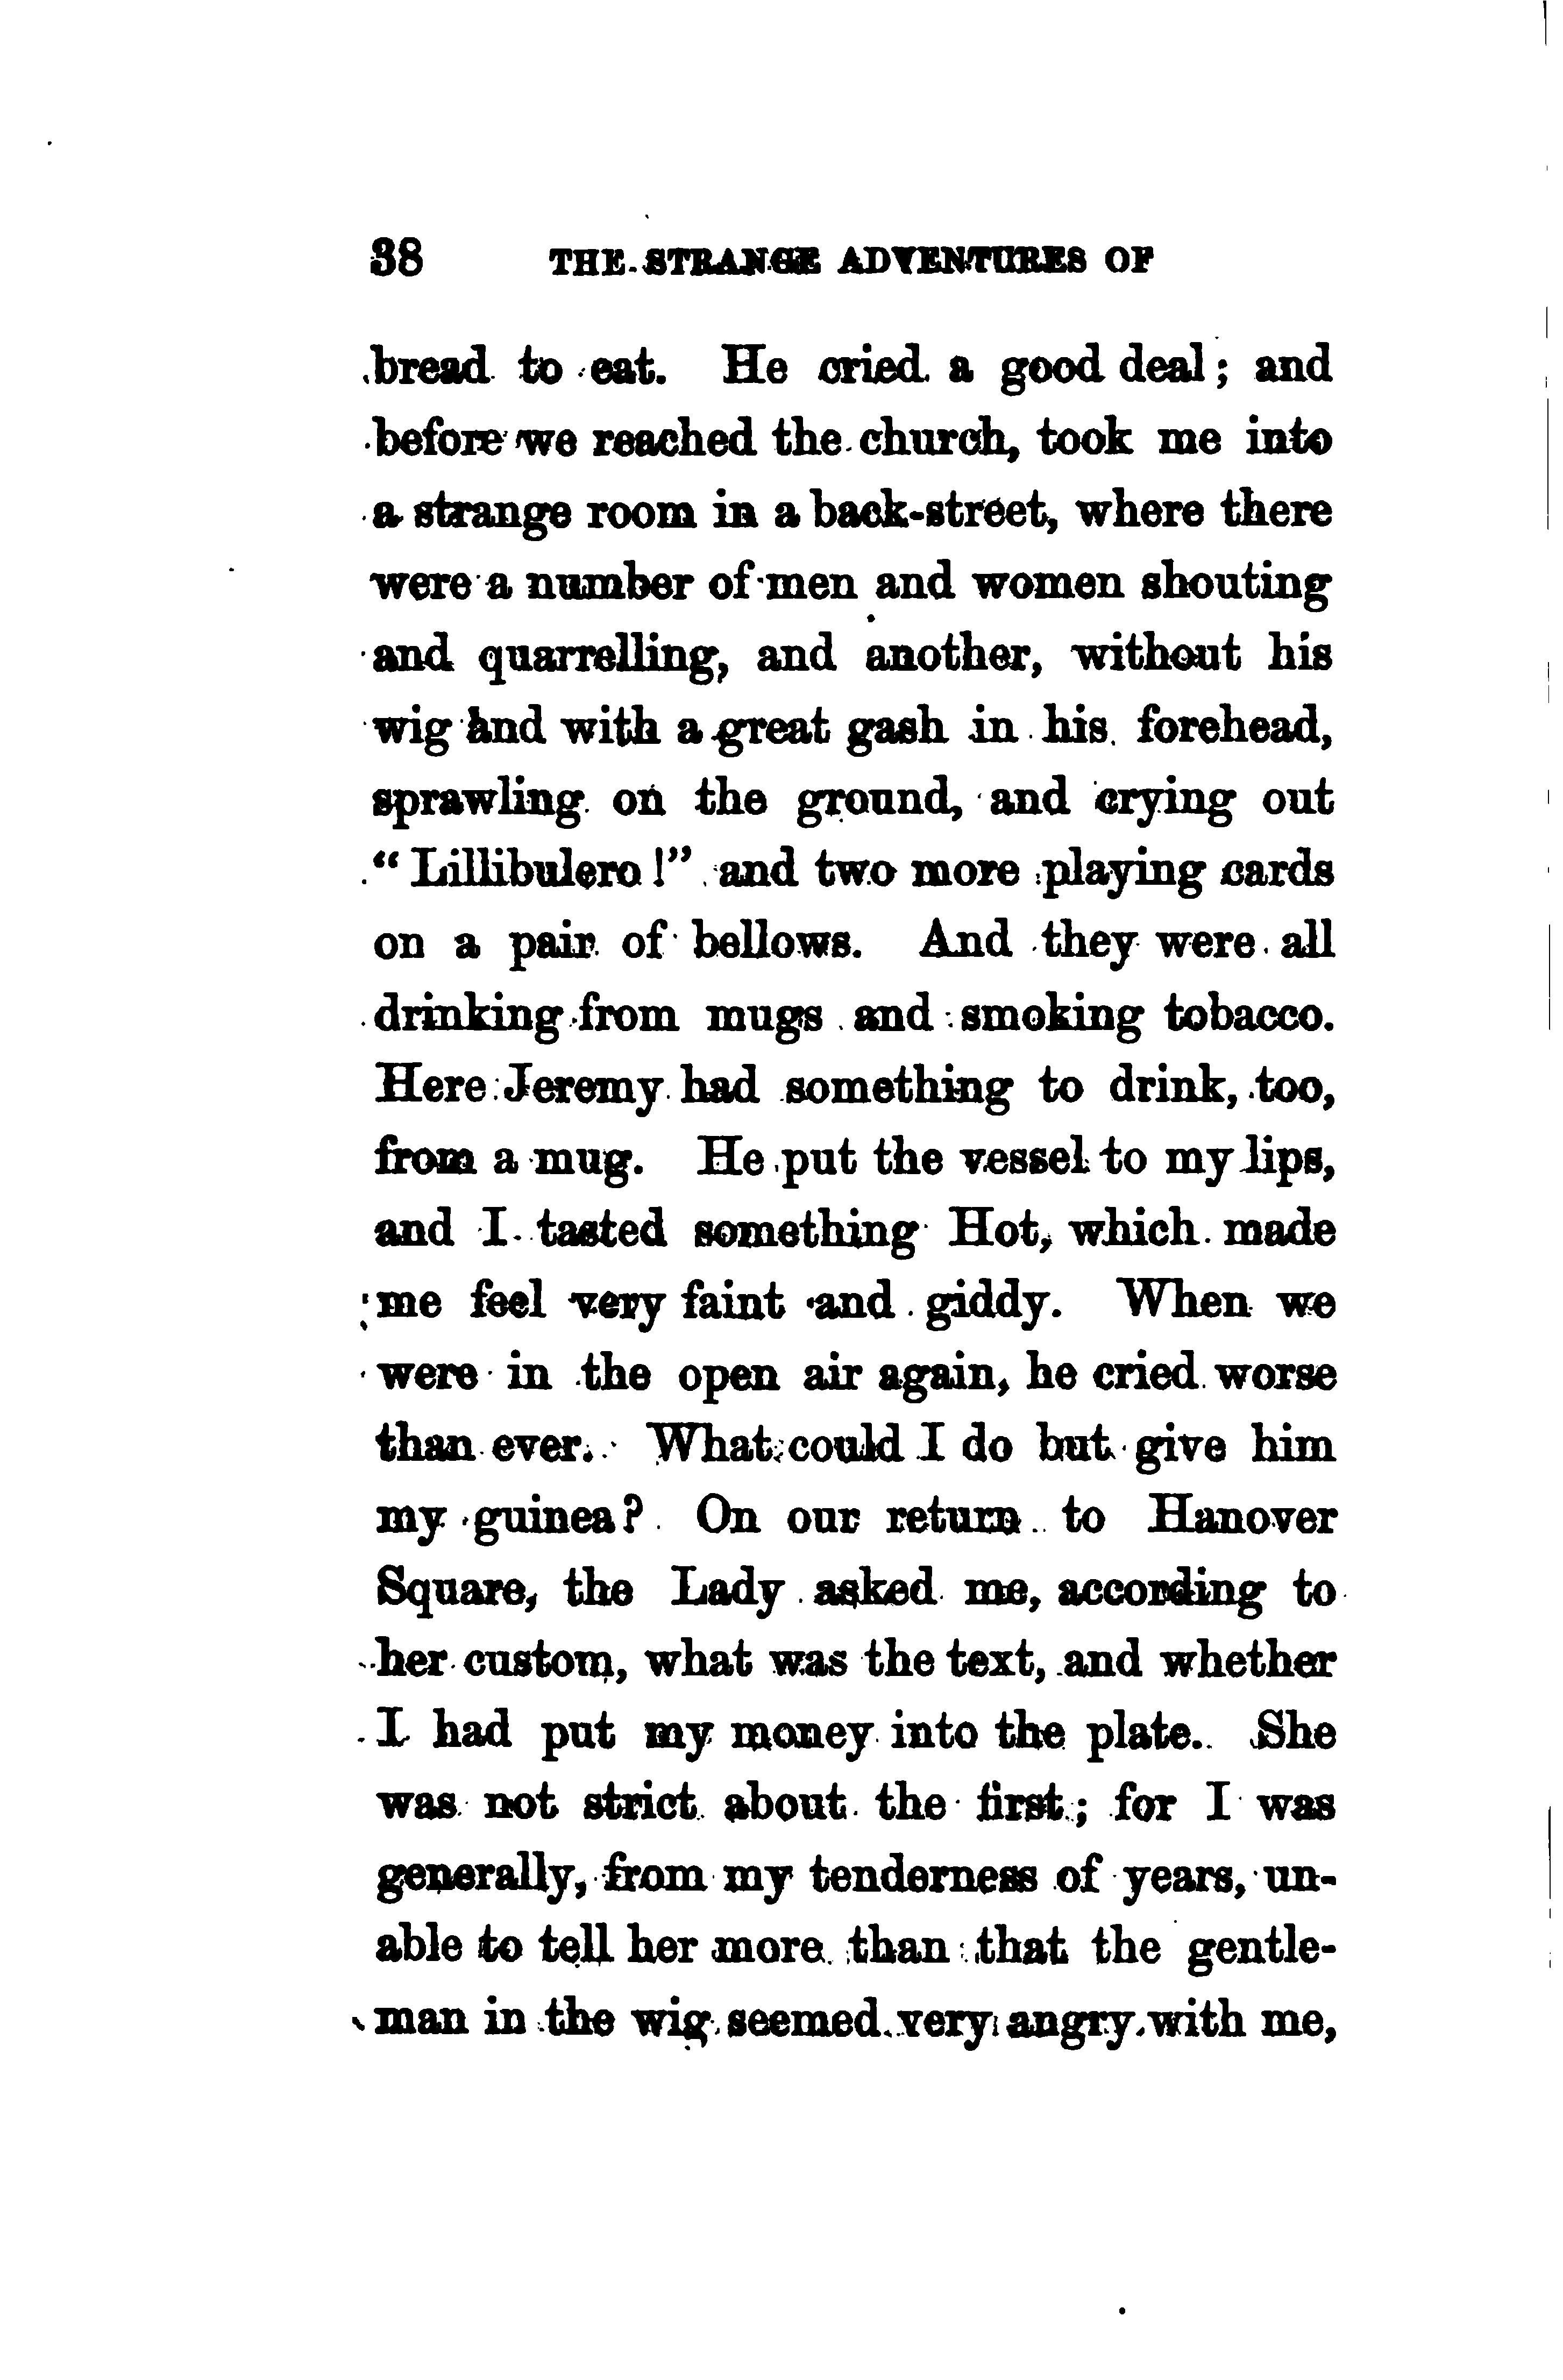 38 THE STRANGE ADVENTURES OF
bread to eat. He cried a good deal; and
before we reached the church, took me into
a strange room in a back-street, where there
were a number of men and women shouting
and quarrelling, and another, without his
wig and with a great gash in his forehead,
sprawling on the ground, and crying out
"Lillibulero!" and two more playing cards
on a pair of bellows. And they were all
drinking from mugs and smoking tobacco.
Here Jeremy had something to drink, too,
from a mug. He put the vessel to my lips,
and I tasted something Hot, which made
me feel very faint and giddy. When we
were in the open air again, he cried worse
than ever. What could I do but give him
my guinea? On our return to Hanover
Square, the Lady asked me, according to
her custom, what was the text, and whether
I had put my money into the plate. She
was not strict about the first; for I was
generally, from my tenderness of years, un-
able to tell her more than that the gentle-
man in the wig seemed very angry with me,